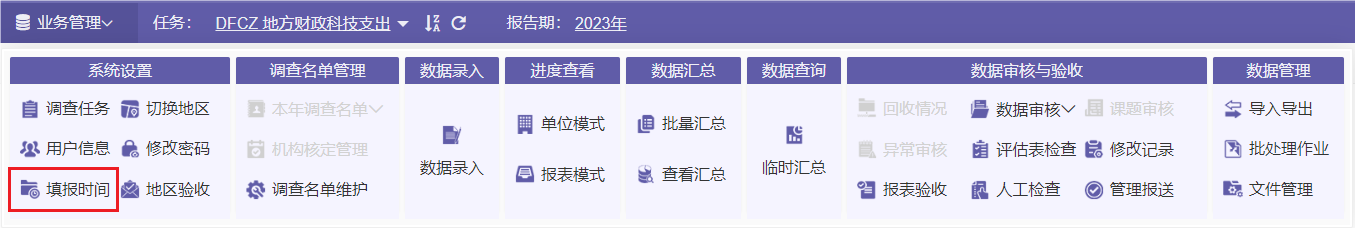 业务管理 任务： DFCZ 地方财政科技支出 报告期： 2023年
系统设置 调查名单管理 数据录入 进度查看 数据汇总 数据查询 数据审核与验收 数据管理
调查任务 切换地区 本年调查名单 回收情况 数据审核 课题审核 导入导出
单位模式 批量汇总
用户信息 修改密码 机构核定管理 异常审核 评估表检查 修改记录 批处理作业
数据录入 临时汇总
报表模式 查看汇总
填报时间 地区验收 调查名单维护 报表验收 人工检查 管理报送 文件管理